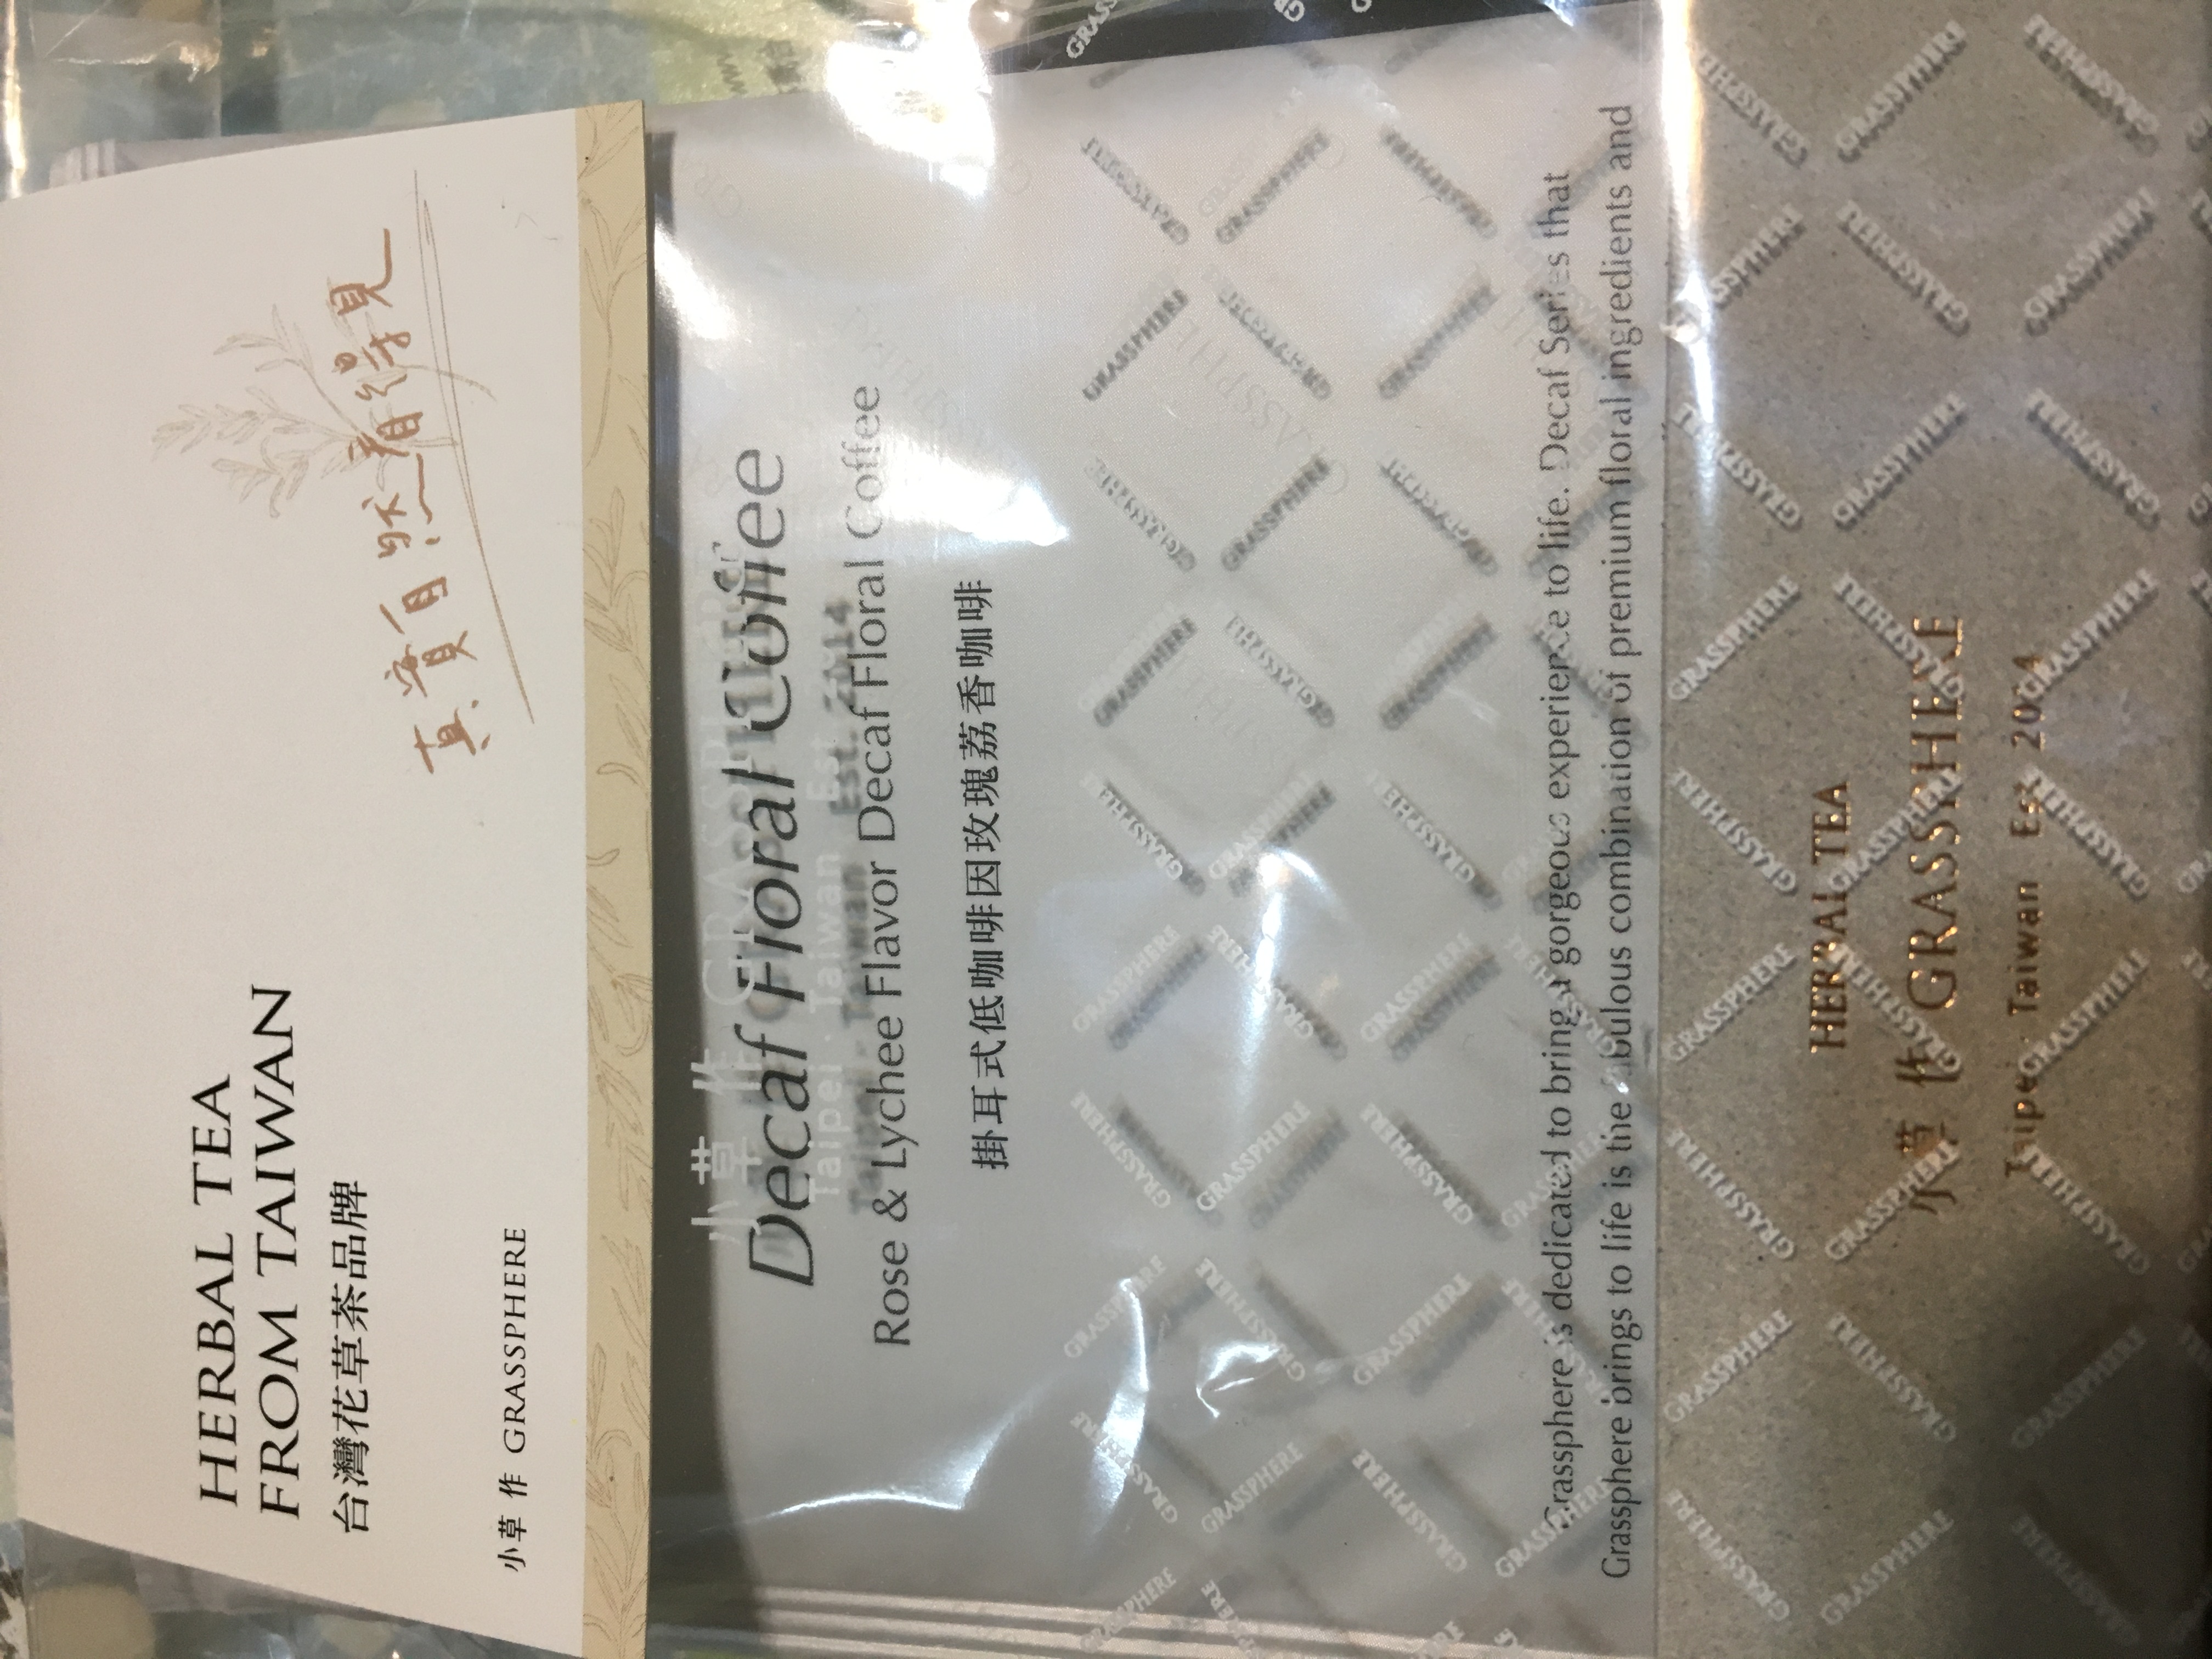 HERBAL TEA
FROM TAIWAN
台灣花草茶品牌
真實自然看得見
小草作 GRASSPHERE
小草作 GRASSPHERE
Taipei . Taiwan Est. 2014
Decaf Floral Coffee
Rose & Lychee Flavor Decaf Floral Coffee
掛耳式低咖啡因玫瑰荔香咖啡
Grassphere is dedicated to bring a gorgeous experience to life. Decaf Series that
Grassphere brings to life is the fabulous combination of premium floral ingredients and
HERBAL TEA
小草作 GRASSPHERE
Taipei . Taiwan Est 2004
GRASSPHERE